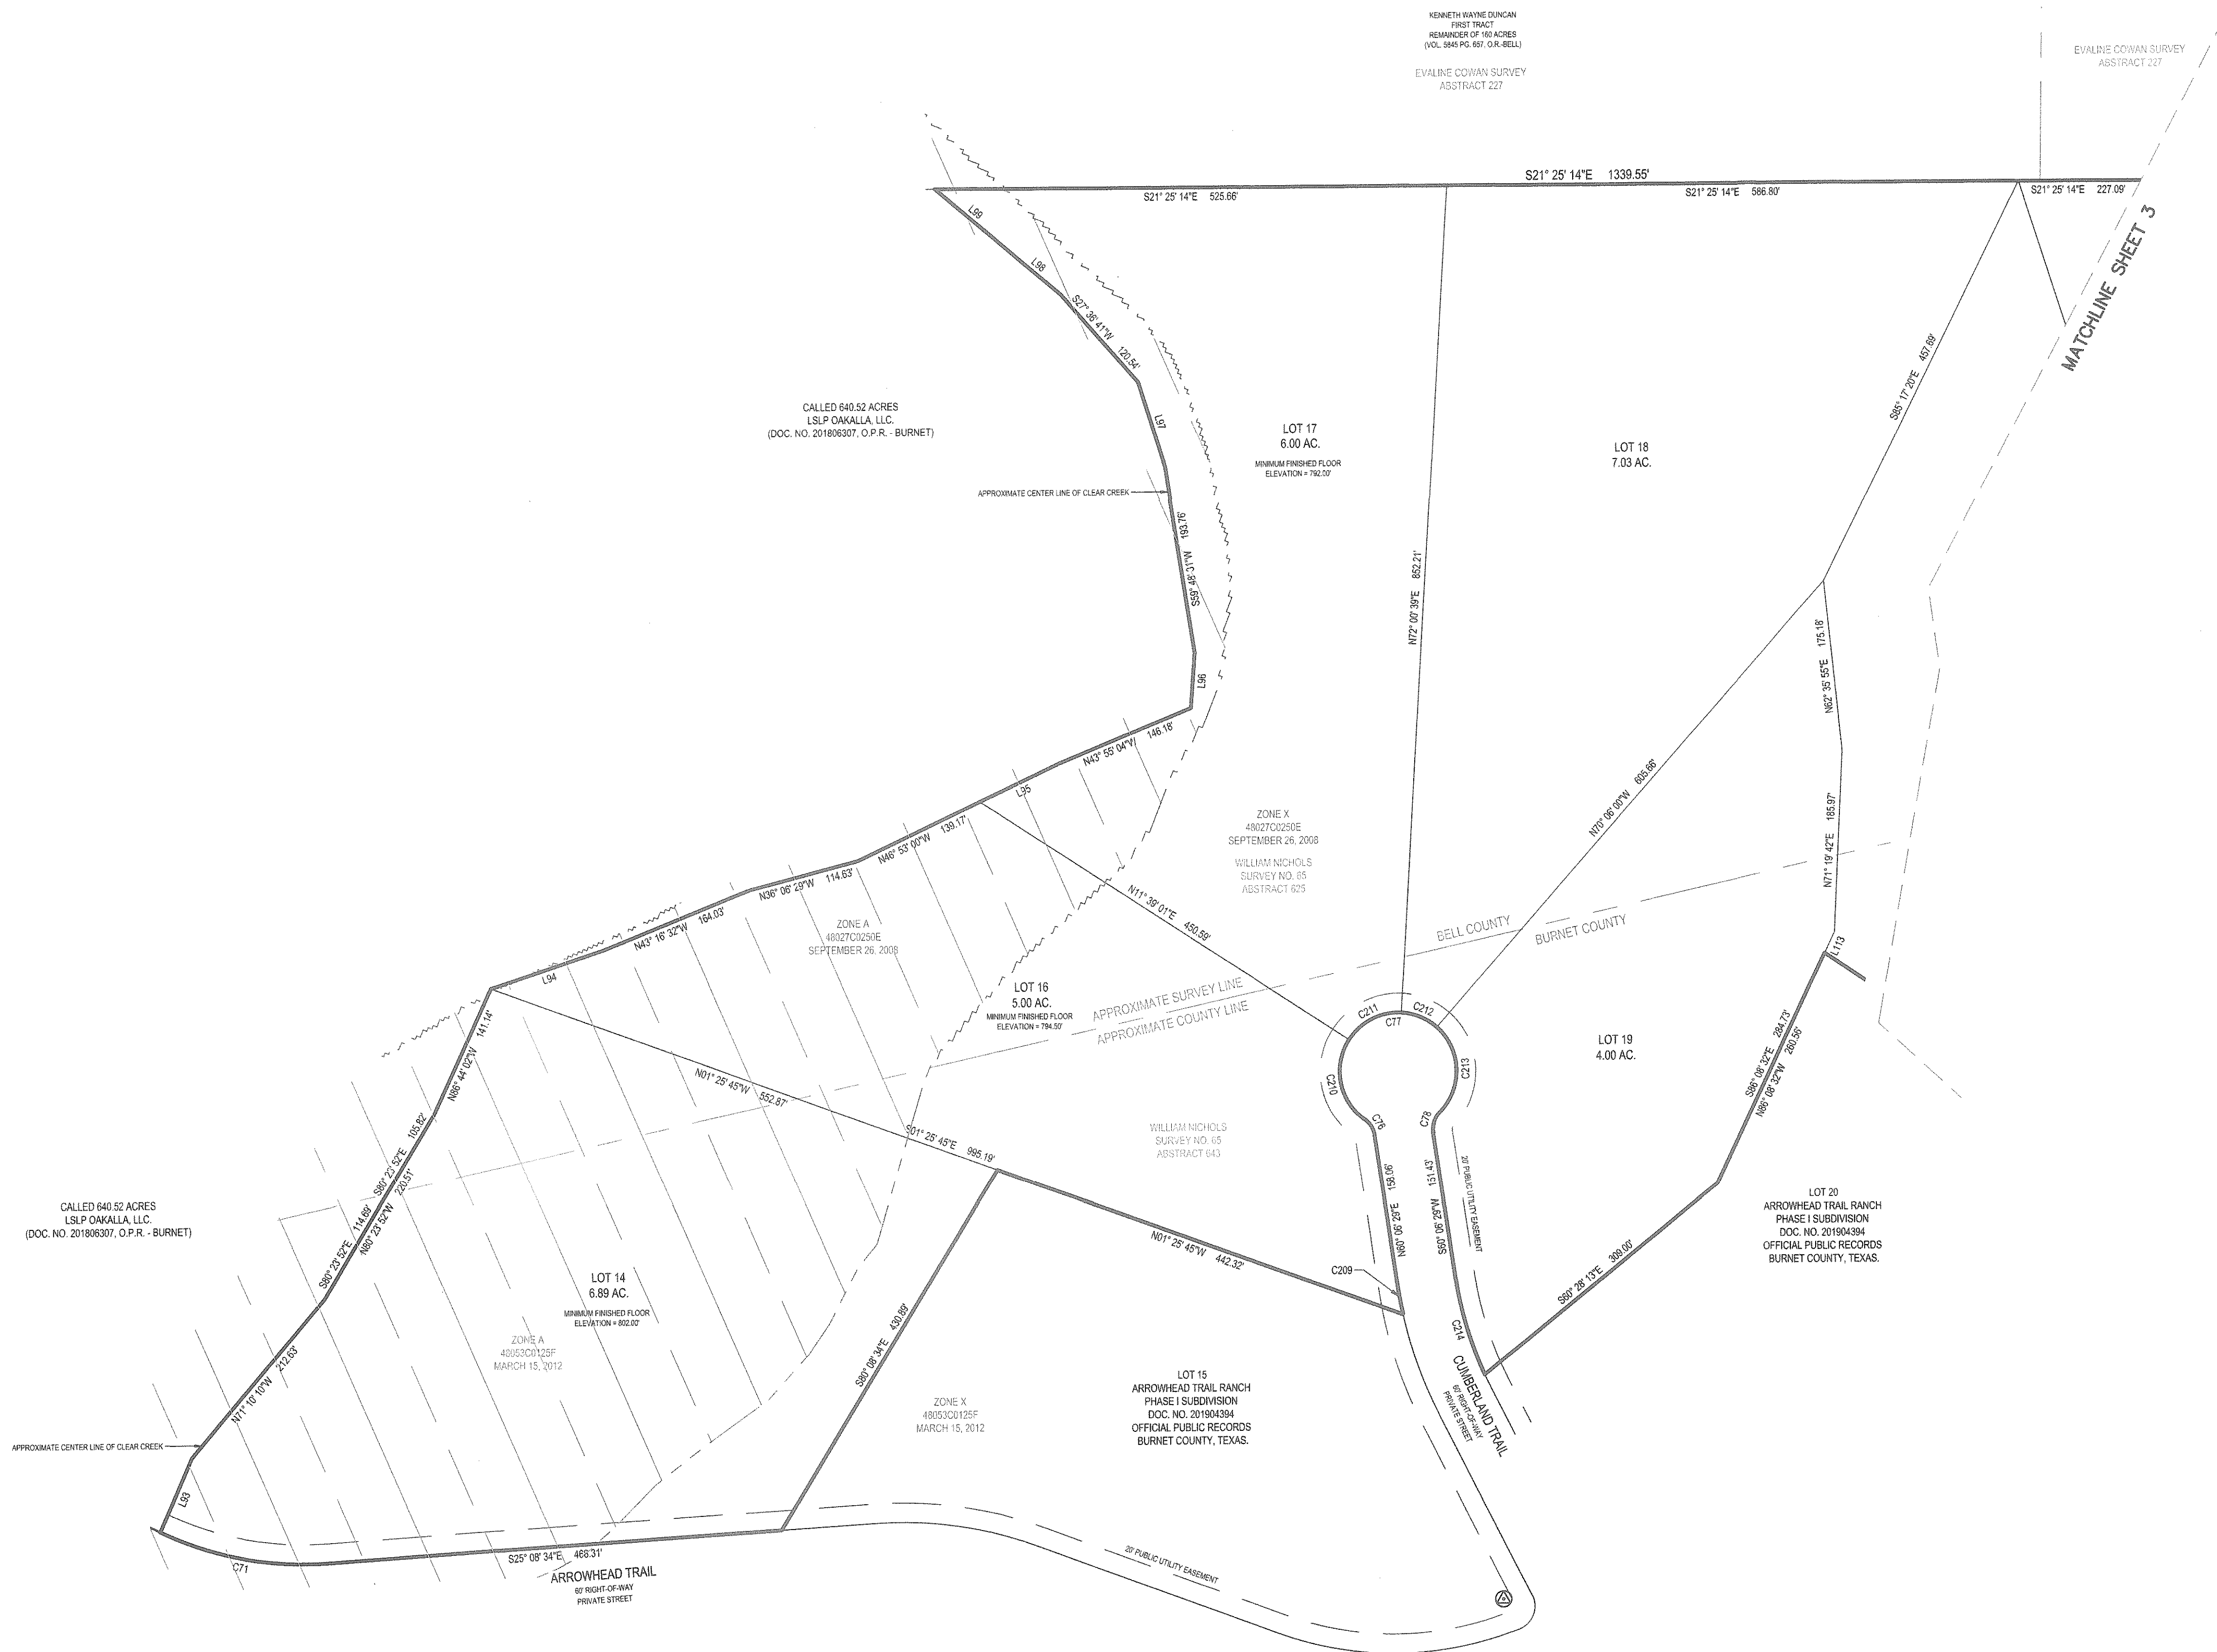 KENNETH WAYNE DUNCAN
FIRST TRACT
REMAINDER OF 160 ACRES
(VOL. 5845 PG. 657, O.R.-BELL)
EVALINE COWAN SURVEY
ABSTRACT 227
EVALINE COWAN SURVEY
ABSTRACT 227
S21° 25' 14"E 1339.55'
S21° 25' 14"E 525.66'
S21° 25' 14"E 586.80'
S21° 25' 14"E 227.09'
MATCHLINE SHEET 3
L99
L98
S27° 36' 41"W 120.54'
L97
CALLED 640.52 ACRES
LSLP OAKALLA, LLC.
(DOC. NO. 201806307, O.P.R. - BURNET)
APPROXIMATE CENTER LINE OF CLEAR CREEK
S59° 48' 31"W 193.76'
L96
LOT 17
6.00 AC.
MINIMUM FINISHED FLOOR
ELEVATION = 792.00'
LOT 18
7.03 AC.
S85° 17' 20"E 457.69'
N72° 00' 39"E 852.21'
N62° 35' 55"E 175.18'
N70° 06' 00"W 605.66'
N71° 19' 42"E 185.97'
N43° 55' 04"W 146.18'
L95
N46° 53' 00"W 139.17'
N36° 06' 29"W 114.63'
N43° 16' 32"W 164.03'
L94
ZONE X
48027C0250E
SEPTEMBER 26, 2008
WILLIAM NICHOLS
SURVEY NO. 65
ABSTRACT 625
N11° 39' 01"E 450.59'
ZONE A
48027C0250E
SEPTEMBER 26, 2008
BELL COUNTY
BURNET COUNTY
L113
LOT 16
5.00 AC.
MINIMUM FINISHED FLOOR
ELEVATION = 794.50'
APPROXIMATE SURVEY LINE
APPROXIMATE COUNTY LINE
C211
C77
C212
C210
C213
C76
C78
LOT 19
4.00 AC.
S86° 08' 32"E 284.73'
N86° 08' 32"W 260.56'
N86° 44' 02"W 141.14'
N01° 25' 45"W 552.87'
S01° 25' 45"E 995.19'
S80° 23' 52"E 105.82'
N80° 23' 52"W 220.51'
S80° 23' 52"E 114.69'
WILLIAM NICHOLS
SURVEY NO. 65
ABSTRACT 643
N60° 06' 29"E 158.06'
S60° 06' 29"W 151.43'
20' PUBLIC UTILITY EASEMENT
CALLED 640.52 ACRES
LSLP OAKALLA, LLC.
(DOC. NO. 201806307, O.P.R. - BURNET)
LOT 20
ARROWHEAD TRAIL RANCH
PHASE I SUBDIVISION
DOC. NO. 201904394
OFFICIAL PUBLIC RECORDS
BURNET COUNTY, TEXAS.
N01° 25' 45"W 442.32'
C209
S60° 28' 13"E 309.00'
LOT 14
6.89 AC.
MINIMUM FINISHED FLOOR
ELEVATION = 802.00'
C214
S80° 08' 34"E 430.89'
ZONE A
48053C0125F
MARCH 15, 2012
N71° 10' 10"W 212.63'
CUMBERLAND TRAIL
60' RIGHT-OF-WAY
PRIVATE STREET
LOT 15
ARROWHEAD TRAIL RANCH
PHASE I SUBDIVISION
DOC. NO. 201904394
OFFICIAL PUBLIC RECORDS
BURNET COUNTY, TEXAS.
ZONE X
48053C0125F
MARCH 15, 2012
APPROXIMATE CENTER LINE OF CLEAR CREEK
L93
C71
S25° 08' 34"E 466.31'
ARROWHEAD TRAIL
60' RIGHT-OF-WAY
PRIVATE STREET
20' PUBLIC UTILITY EASEMENT